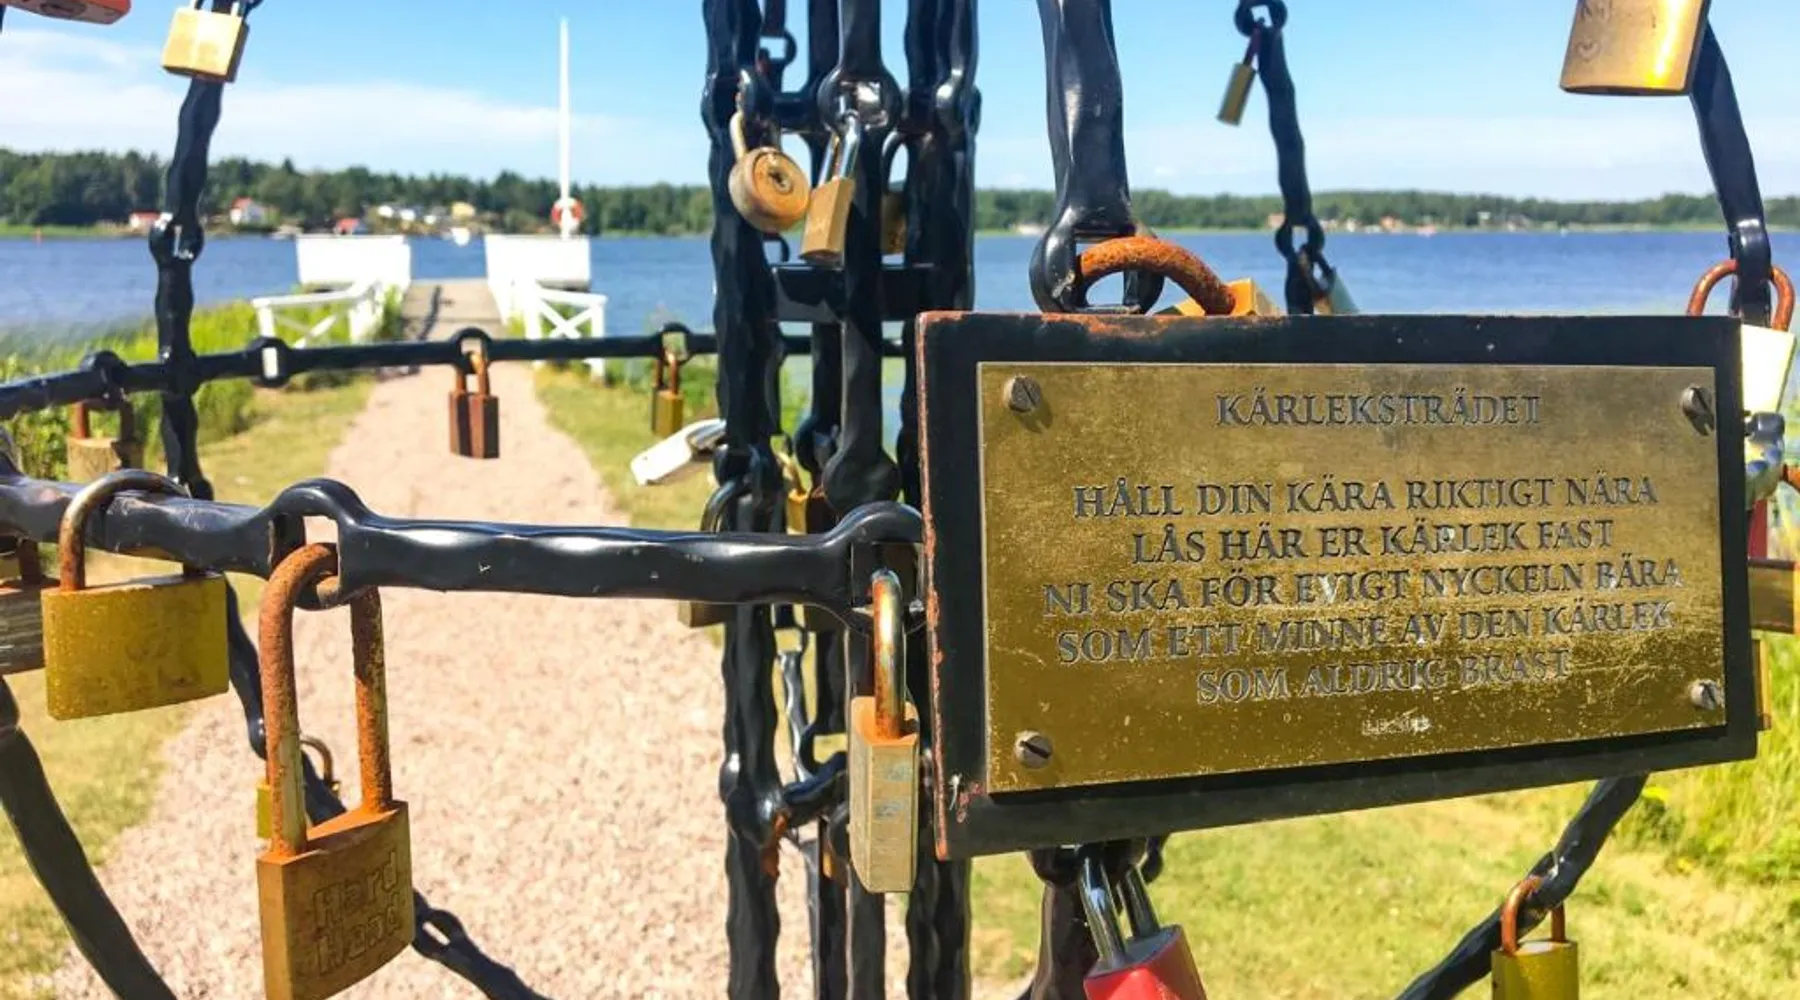 KÄRLEKSTRÄDET
HÅLL DIN KÄRA RIKTIGT NÄRA
LÅS HÄR ER KÄRLEK FAST
NI SKA FÖR EVIGT NYCKELN BÄRA
SOM ETT MINNE AV DEN KÄRLEK
SOM ALDRIG BRAST
Hard
Head